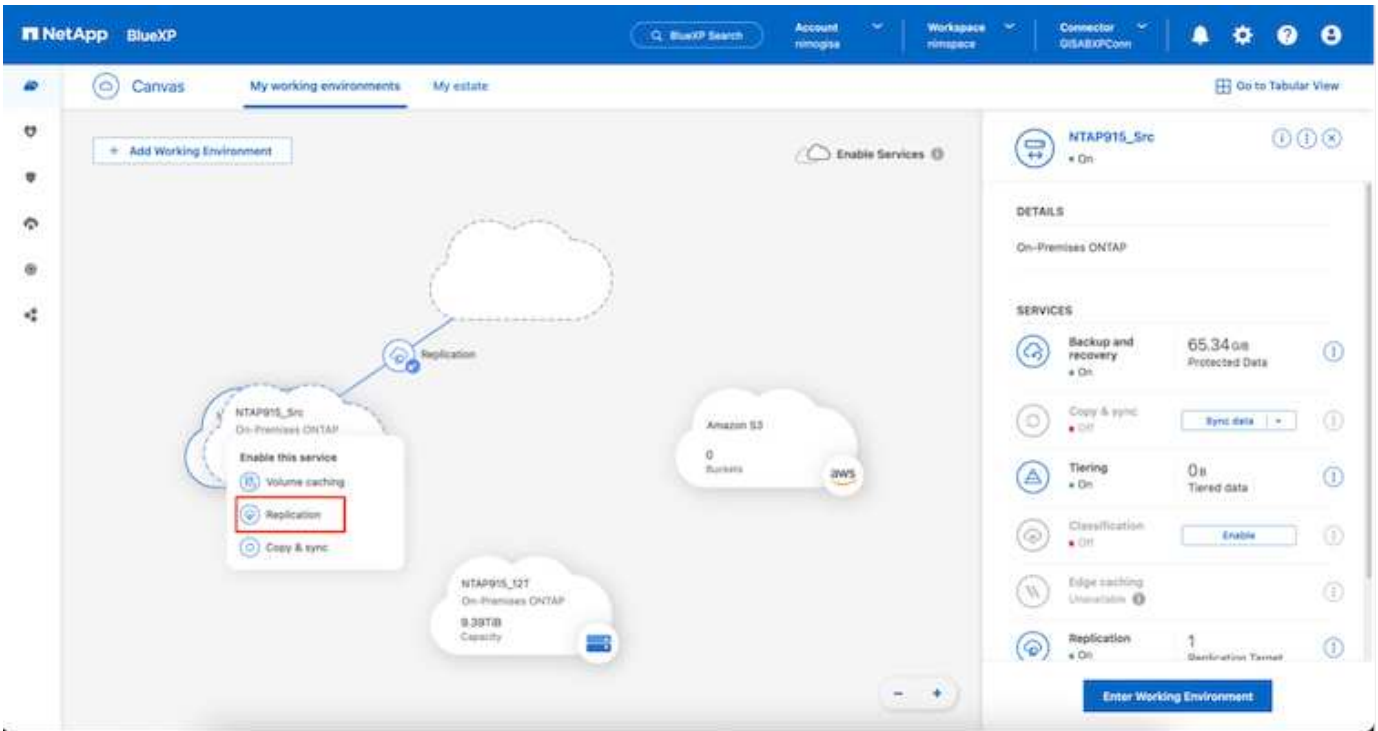 NetApp BlueXP
BlueXP Search
Account
nimogisa
Workspace
nimspace
Connector
GISABXPConn
Canvas
My working environments
My estate
Go to Tabular View
+ Add Working Environment
Enable Services
Replication
NTAP915_Src
On-Premises ONTAP
Enable this service
Volume caching
Replication
Copy & sync
Amazon S3
0
Buckets
aws
NTAP915_12T
On-Premises ONTAP
9.39TiB
Capacity
NTAP915_Src
On
DETAILS
On-Premises ONTAP
SERVICES
Backup and recovery
On
65.34 GiB
Protected Data
Copy & sync
Off
Sync data
Tiering
On
0 B
Tiered data
Classification
Off
Enable
Edge caching
Unavailable
Replication
On
1
Replication Target
Enter Working Environment